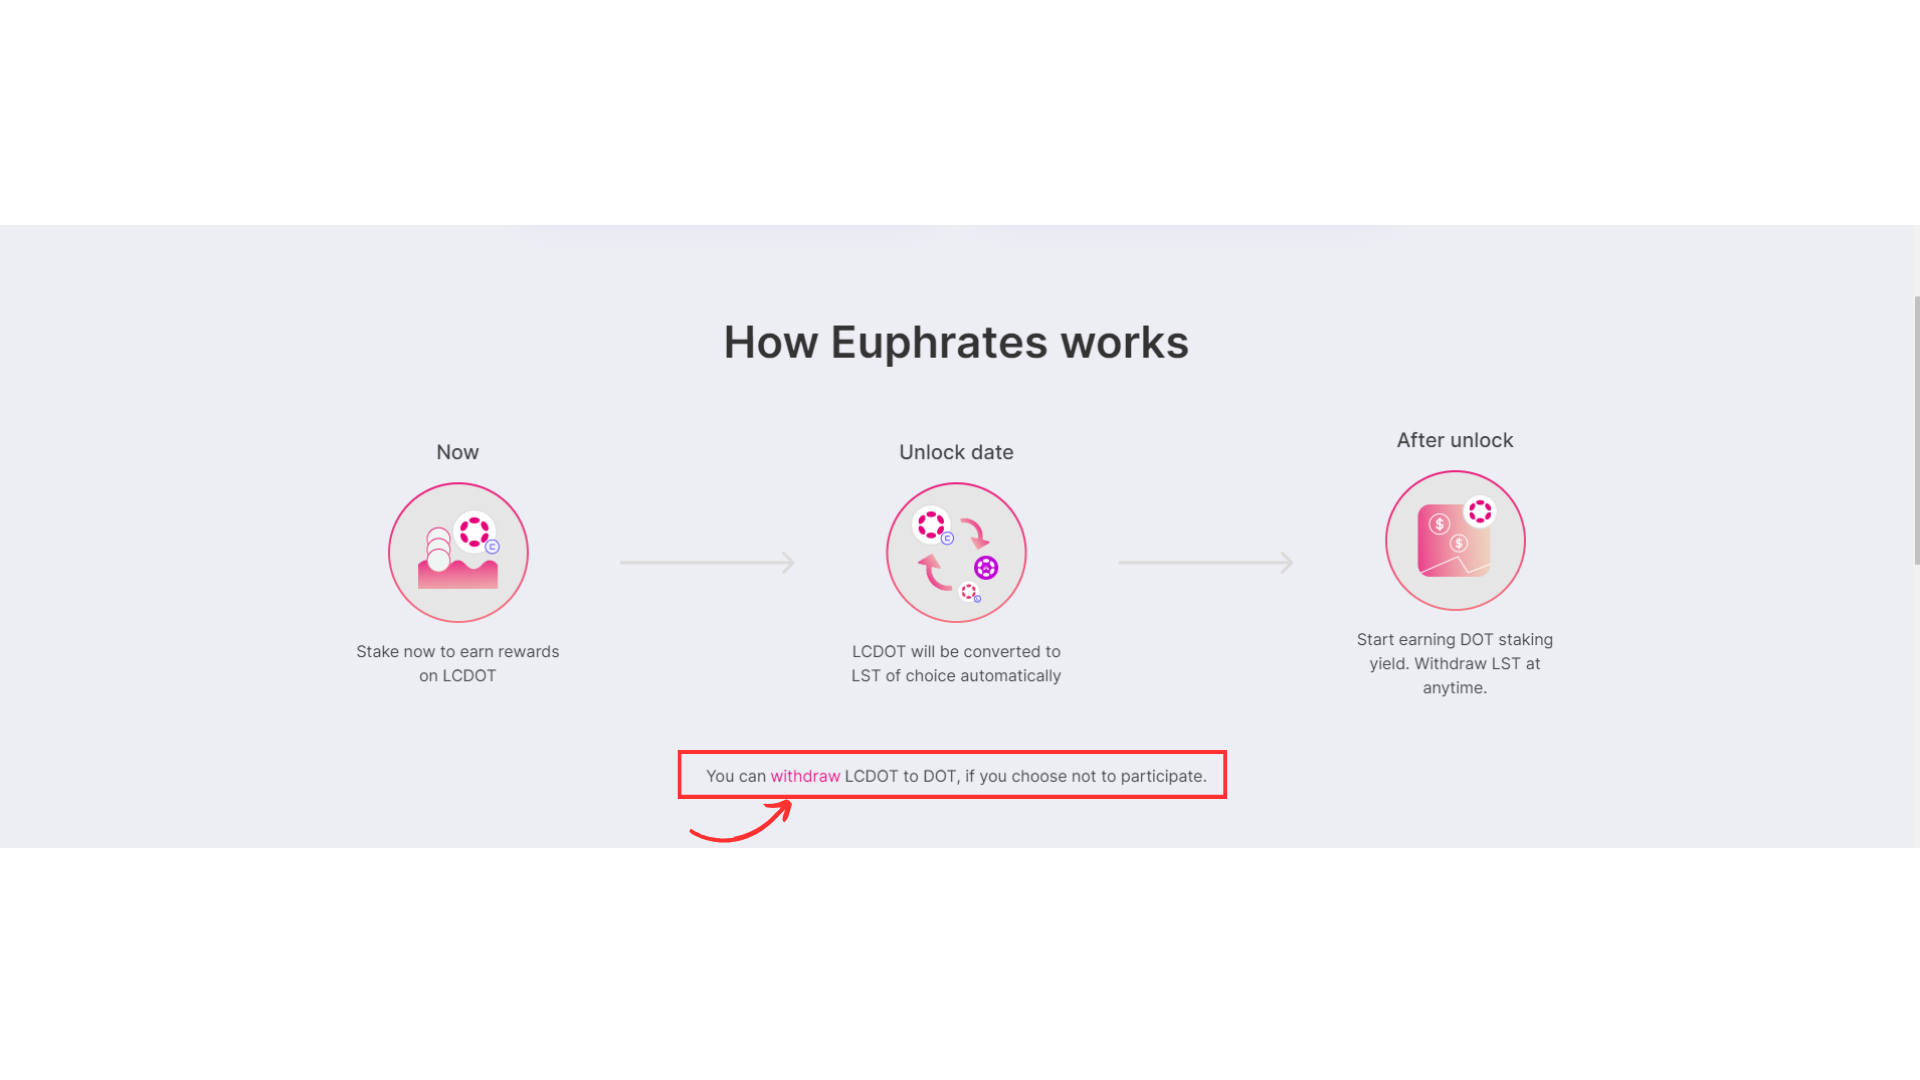 How Euphrates works
Now
Stake now to earn rewards
on LCDOT
Unlock date
LCDOT will be converted to
LST of choice automatically
After unlock
$
$
Start earning DOT staking
yield. Withdraw LST at
anytime.
You can withdraw LCDOT to DOT, if you choose not to participate.